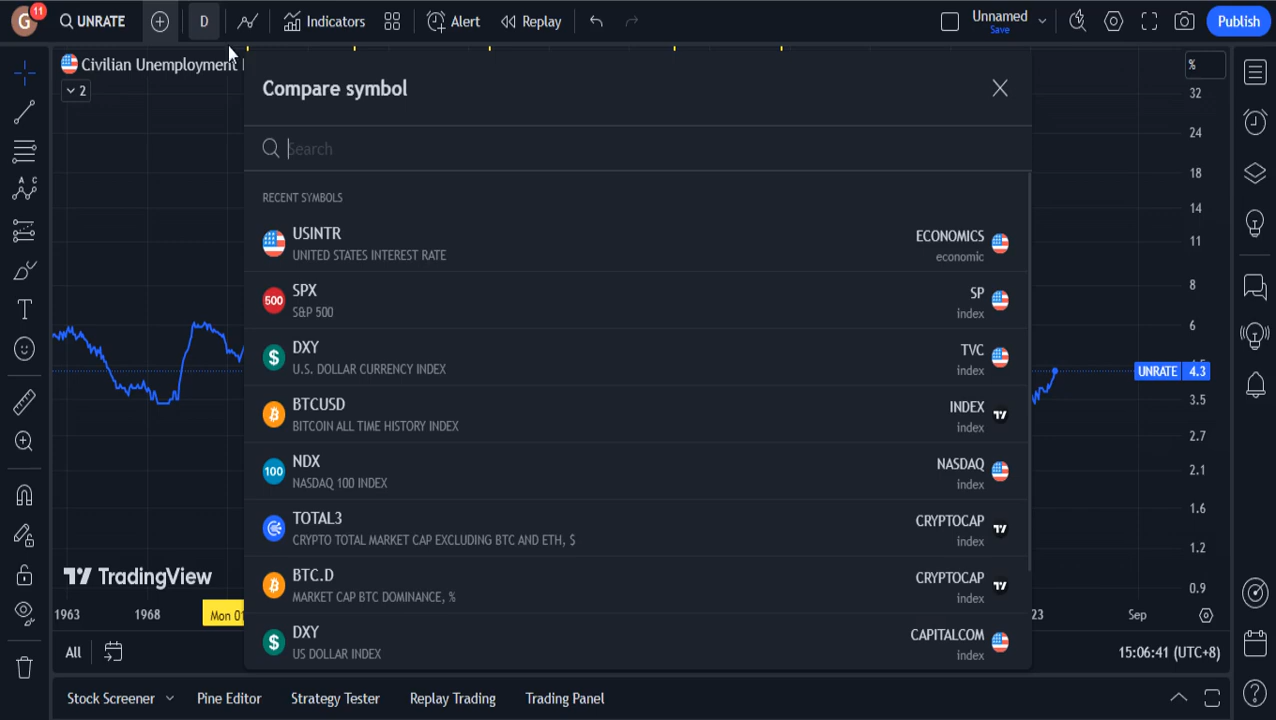 G 11 UNRATE D Indicators Alert Replay Unnamed Save Publish
Civilian Unemployment
2
%
Compare symbol
Search
RECENT SYMBOLS
USINTR
UNITED STATES INTEREST RATE
ECONOMICS
economic
500
SPX
S&P 500
SP
index
$
DXY
U.S. DOLLAR CURRENCY INDEX
TVC
index
BTCUSD
BITCOIN ALL TIME HISTORY INDEX
INDEX
index
100
NDX
NASDAQ 100 INDEX
NASDAQ
index
TOTAL3
CRYPTO TOTAL MARKET CAP EXCLUDING BTC AND ETH, $
CRYPTOCAP
index
BTC.D
MARKET CAP BTC DOMINANCE, %
CRYPTOCAP
index
$
DXY
US DOLLAR INDEX
CAPITALCOM
index
32
24
18
14
11
8
6
UNRATE 4.3
3.5
2.7
2.1
1.6
1.2
0.9
TradingView
1963 1968 Mon 01 23 Sep
All
15:06:41 (UTC+8)
Stock Screener Pine Editor Strategy Tester Replay Trading Trading Panel